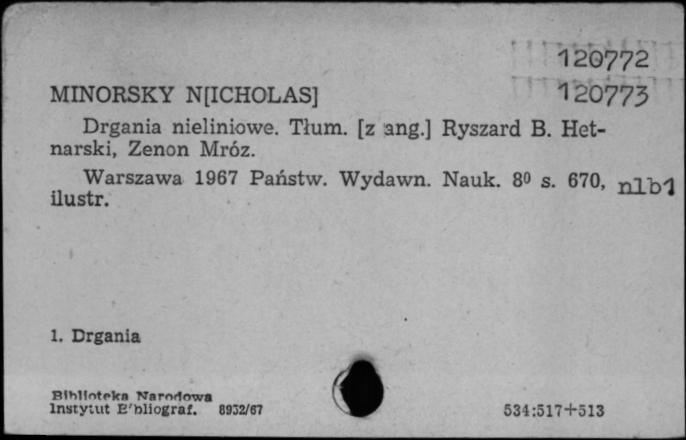 120772
MINORSKY N[ICHOLAS] 120773
Drgania nieliniowe. Tłum. [z ang.] Ryszard B. Het-
narski, Zenon Mróz.
Warszawa 1967 Państw. Wydawn. Nauk. 8⁰ s. 670, nlb1
ilustr.
1. Drgania
Biblioteka Narodowa
Instytut Bibliograf. 8952/67 534:517+513